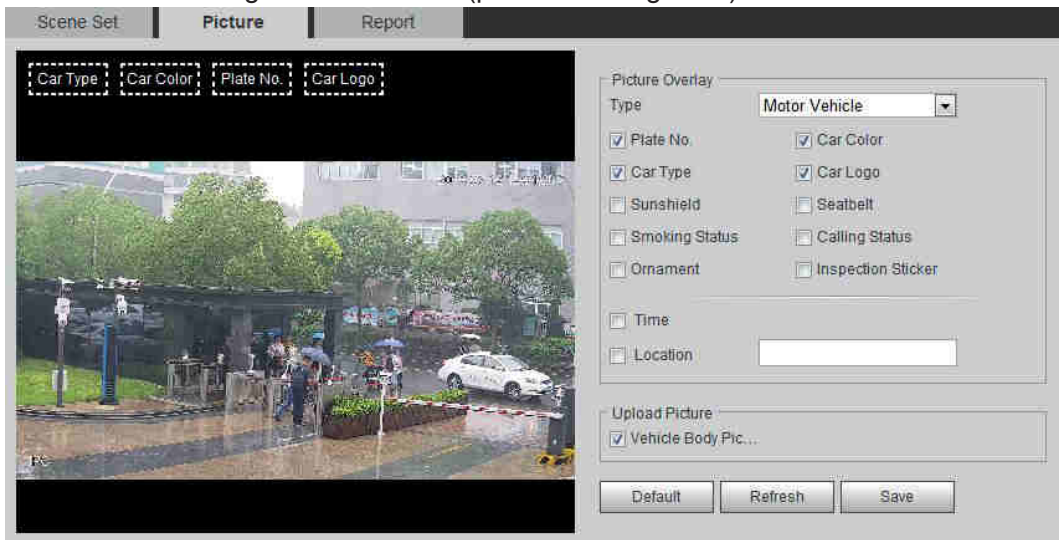 Scene Set Picture Report
Car Type Car Color Plate No. Car Logo
Picture Overlay
Type Motor Vehicle
Plate No. Car Color
Car Type Car Logo
Sunshield Seatbelt
Smoking Status Calling Status
Ornament Inspection Sticker
Time
Location
Upload Picture
Vehicle Body Pic...
Default Refresh Save